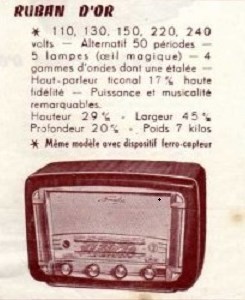 RUBAN D'OR
* 110, 130, 150, 220, 240
volts — Alternatif 50 périodes —
5 lampes (œil magique) — 4
gammes d'ondes dont une étalée —
Haut-parleur ticonal 17 % haute
fidélité — Puissance et musicalité
remarquables.
Hauteur 29 % - Largeur 45 %
Profondeur 20 % - Poids 7 kilos
* Même modèle avec dispositif ferro-capteur